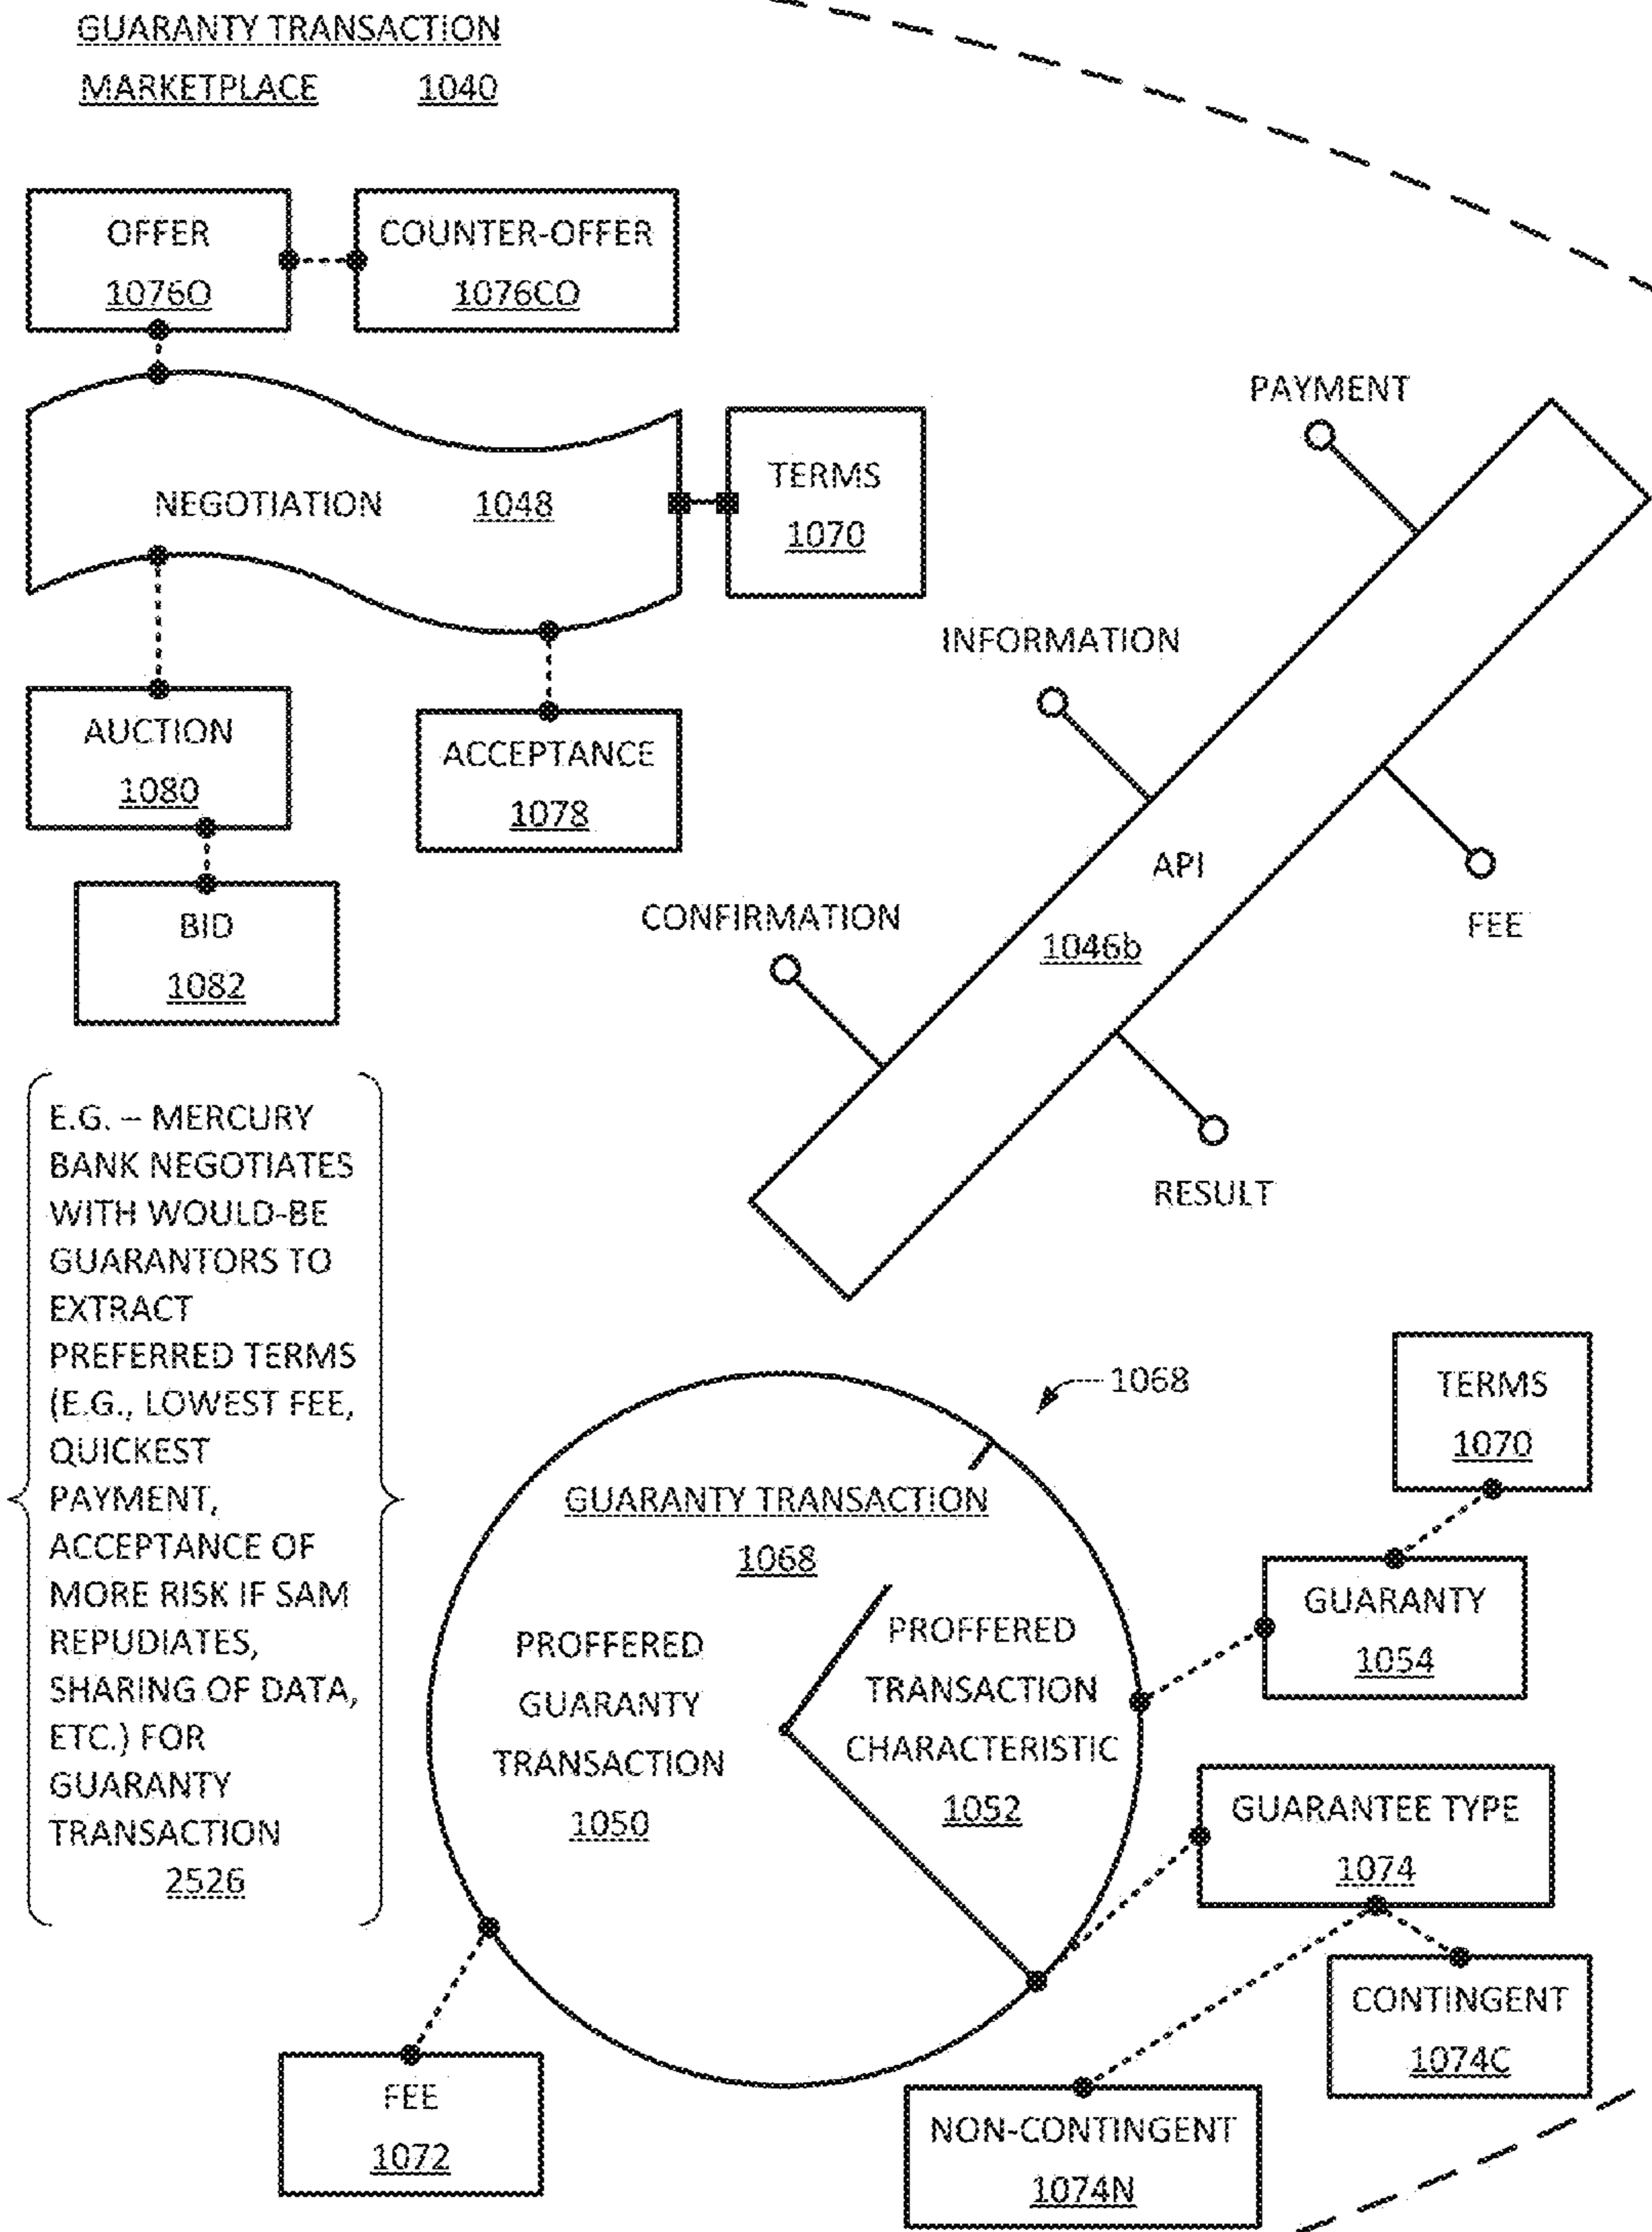 GUARANTY TRANSACTION
MARKETPLACE 1040
OFFER
1076O
COUNTER-OFFER
1076CO
NEGOTIATION 1048
TERMS
1070
AUCTION
1080
ACCEPTANCE
1078
BID
1082
PAYMENT
INFORMATION
CONFIRMATION
API
1046b
FEE
RESULT
E.G. – MERCURY
BANK NEGOTIATES
WITH WOULD-BE
GUARANTORS TO
EXTRACT
PREFERRED TERMS
(E.G., LOWEST FEE,
QUICKEST
PAYMENT,
ACCEPTANCE OF
MORE RISK IF SAM
REPUDIATES,
SHARING OF DATA,
ETC.) FOR
GUARANTY
TRANSACTION
2526
1068
GUARANTY TRANSACTION
1068
PROFFERED
GUARANTY
TRANSACTION
1050
PROFFERED
TRANSACTION
CHARACTERISTIC
1052
TERMS
1070
GUARANTY
1054
GUARANTEE TYPE
1074
CONTINGENT
1074C
NON-CONTINGENT
1074N
FEE
1072